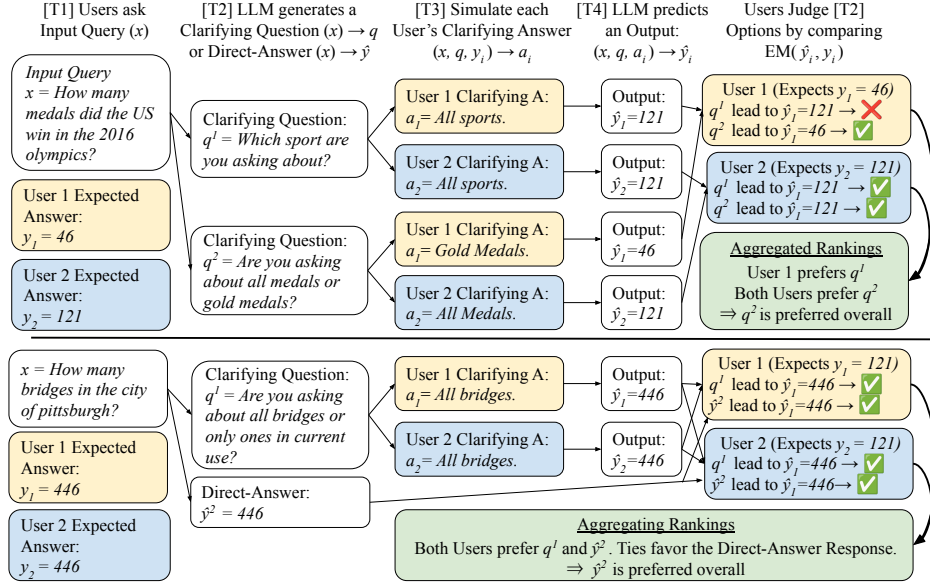 [T1] Users ask
Input Query (x)
[T2] LLM generates a
Clarifying Question (x) → q
or Direct-Answer (x) → ŷ
[T3] Simulate each
User's Clarifying Answer
(x, q, yᵢ) → aᵢ
[T4] LLM predicts
an Output:
(x, q, aᵢ) → ŷᵢ
Users Judge [T2]
Options by comparing
EM( ŷᵢ, yᵢ)
Input Query
x = How many
medals did the US
win in the 2016
olympics?
User 1 Expected
Answer:
y₁ = 46
User 2 Expected
Answer:
y₂ = 121
Clarifying Question:
q¹ = Which sport are
you asking about?
Clarifying Question:
q² = Are you asking
about all medals or
gold medals?
User 1 Clarifying A:
a₁= All sports.
User 2 Clarifying A:
a₂= All sports.
User 1 Clarifying A:
a₁= Gold Medals.
User 2 Clarifying A:
a₂= All Medals.
Output:
ŷ₁=121
Output:
ŷ₂=121
Output:
ŷ₁=46
Output:
ŷ₂=121
User 1 (Expects y₁ = 46)
q¹ lead to ŷ₁=121 → ❌
q² lead to ŷ₁=46 → ✅
User 2 (Expects y₂ = 121)
q¹ lead to ŷ₁=121 → ✅
q² lead to ŷ₁=121 → ✅
Aggregated Rankings
User 1 prefers q¹
Both Users prefer q²
⇒ q² is preferred overall
x = How many
bridges in the city
of pittsburgh?
User 1 Expected
Answer:
y₁ = 446
User 2 Expected
Answer:
y₂ = 446
Clarifying Question:
q¹ = Are you asking
about all bridges or
only ones in current
use?
Direct-Answer:
ŷ² = 446
User 1 Clarifying A:
a₁= All bridges.
User 2 Clarifying A:
a₂= All bridges.
Output:
ŷ₁=446
Output:
ŷ₂=446
User 1 (Expects y₁ = 121)
q¹ lead to ŷ₁=446 → ✅
ŷ² lead to ŷ₁=446 → ✅
User 2 (Expects y₂ = 121)
q¹ lead to ŷ₁=446 → ✅
ŷ² lead to ŷ₁=446→ ✅
Aggregating Rankings
Both Users prefer q¹ and ŷ². Ties favor the Direct-Answer Response.
⇒ ŷ² is preferred overall